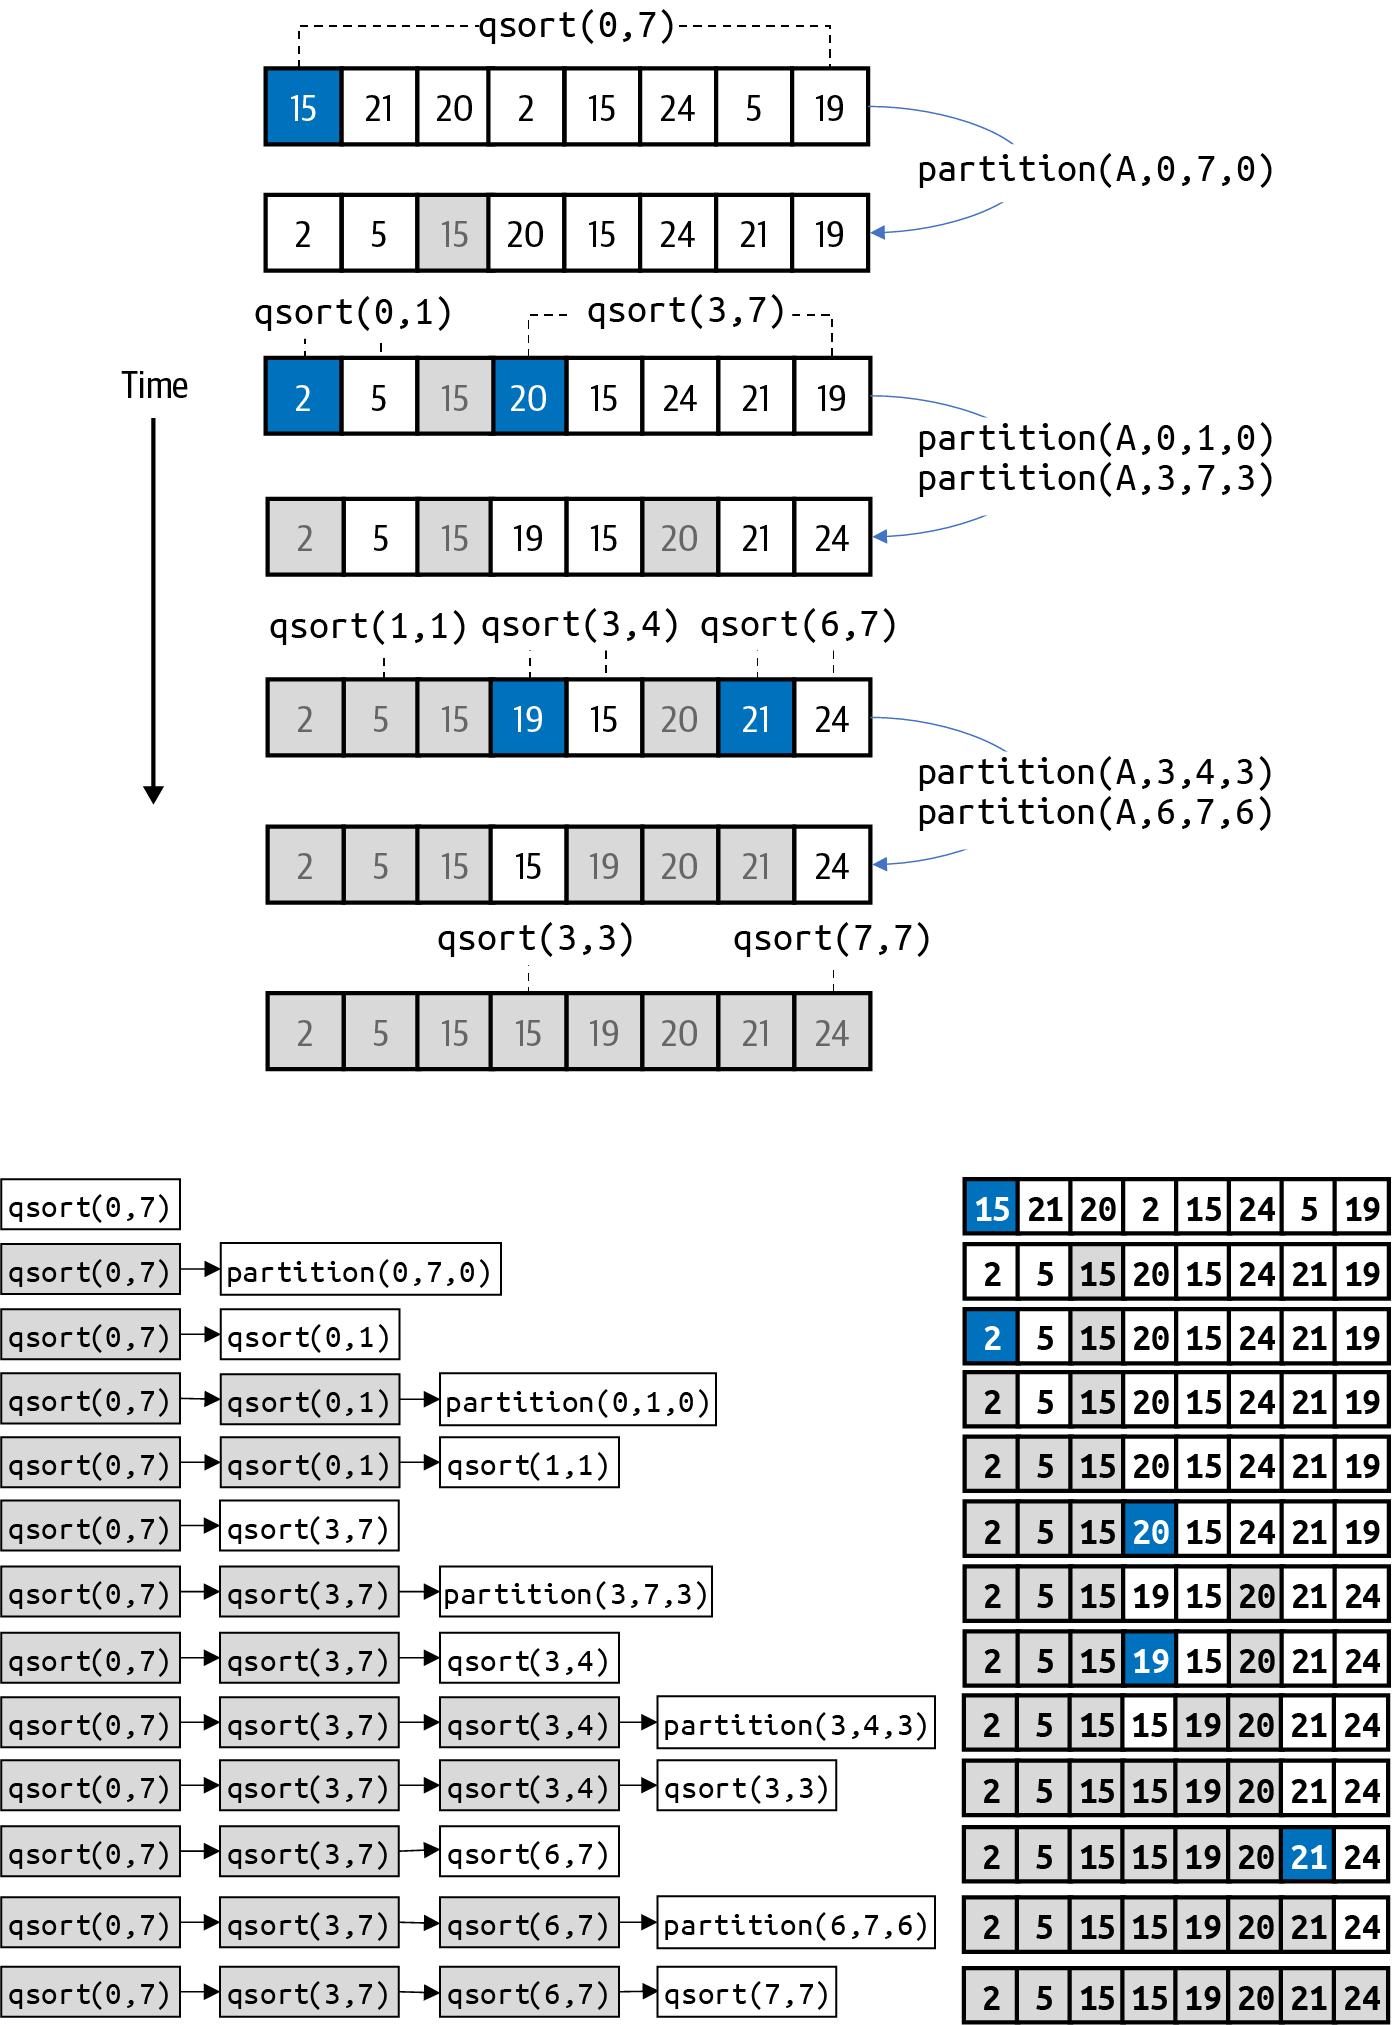 qsort(0,7)
15 21 20 2 15 24 5 19
partition(A,0,7,0)
2 5 15 20 15 24 21 19
qsort(0,1) qsort(3,7)
Time
2 5 15 20 15 24 21 19
partition(A,0,1,0)
partition(A,3,7,3)
2 5 15 19 15 20 21 24
qsort(1,1) qsort(3,4) qsort(6,7)
2 5 15 19 15 20 21 24
partition(A,3,4,3)
partition(A,6,7,6)
2 5 15 15 19 20 21 24
qsort(3,3) qsort(7,7)
2 5 15 15 19 20 21 24
qsort(0,7) 15 21 20 2 15 24 5 19
qsort(0,7) partition(0,7,0) 2 5 15 20 15 24 21 19
qsort(0,7) qsort(0,1) 2 5 15 20 15 24 21 19
qsort(0,7) qsort(0,1) partition(0,1,0) 2 5 15 20 15 24 21 19
qsort(0,7) qsort(0,1) qsort(1,1) 2 5 15 20 15 24 21 19
qsort(0,7) qsort(3,7) 2 5 15 20 15 24 21 19
qsort(0,7) qsort(3,7) partition(3,7,3) 2 5 15 19 15 20 21 24
qsort(0,7) qsort(3,7) qsort(3,4) 2 5 15 19 15 20 21 24
qsort(0,7) qsort(3,7) qsort(3,4) partition(3,4,3) 2 5 15 15 19 20 21 24
qsort(0,7) qsort(3,7) qsort(3,4) qsort(3,3) 2 5 15 15 19 20 21 24
qsort(0,7) qsort(3,7) qsort(6,7) 2 5 15 15 19 20 21 24
qsort(0,7) qsort(3,7) qsort(6,7) partition(6,7,6) 2 5 15 15 19 20 21 24
qsort(0,7) qsort(3,7) qsort(6,7) qsort(7,7) 2 5 15 15 19 20 21 24